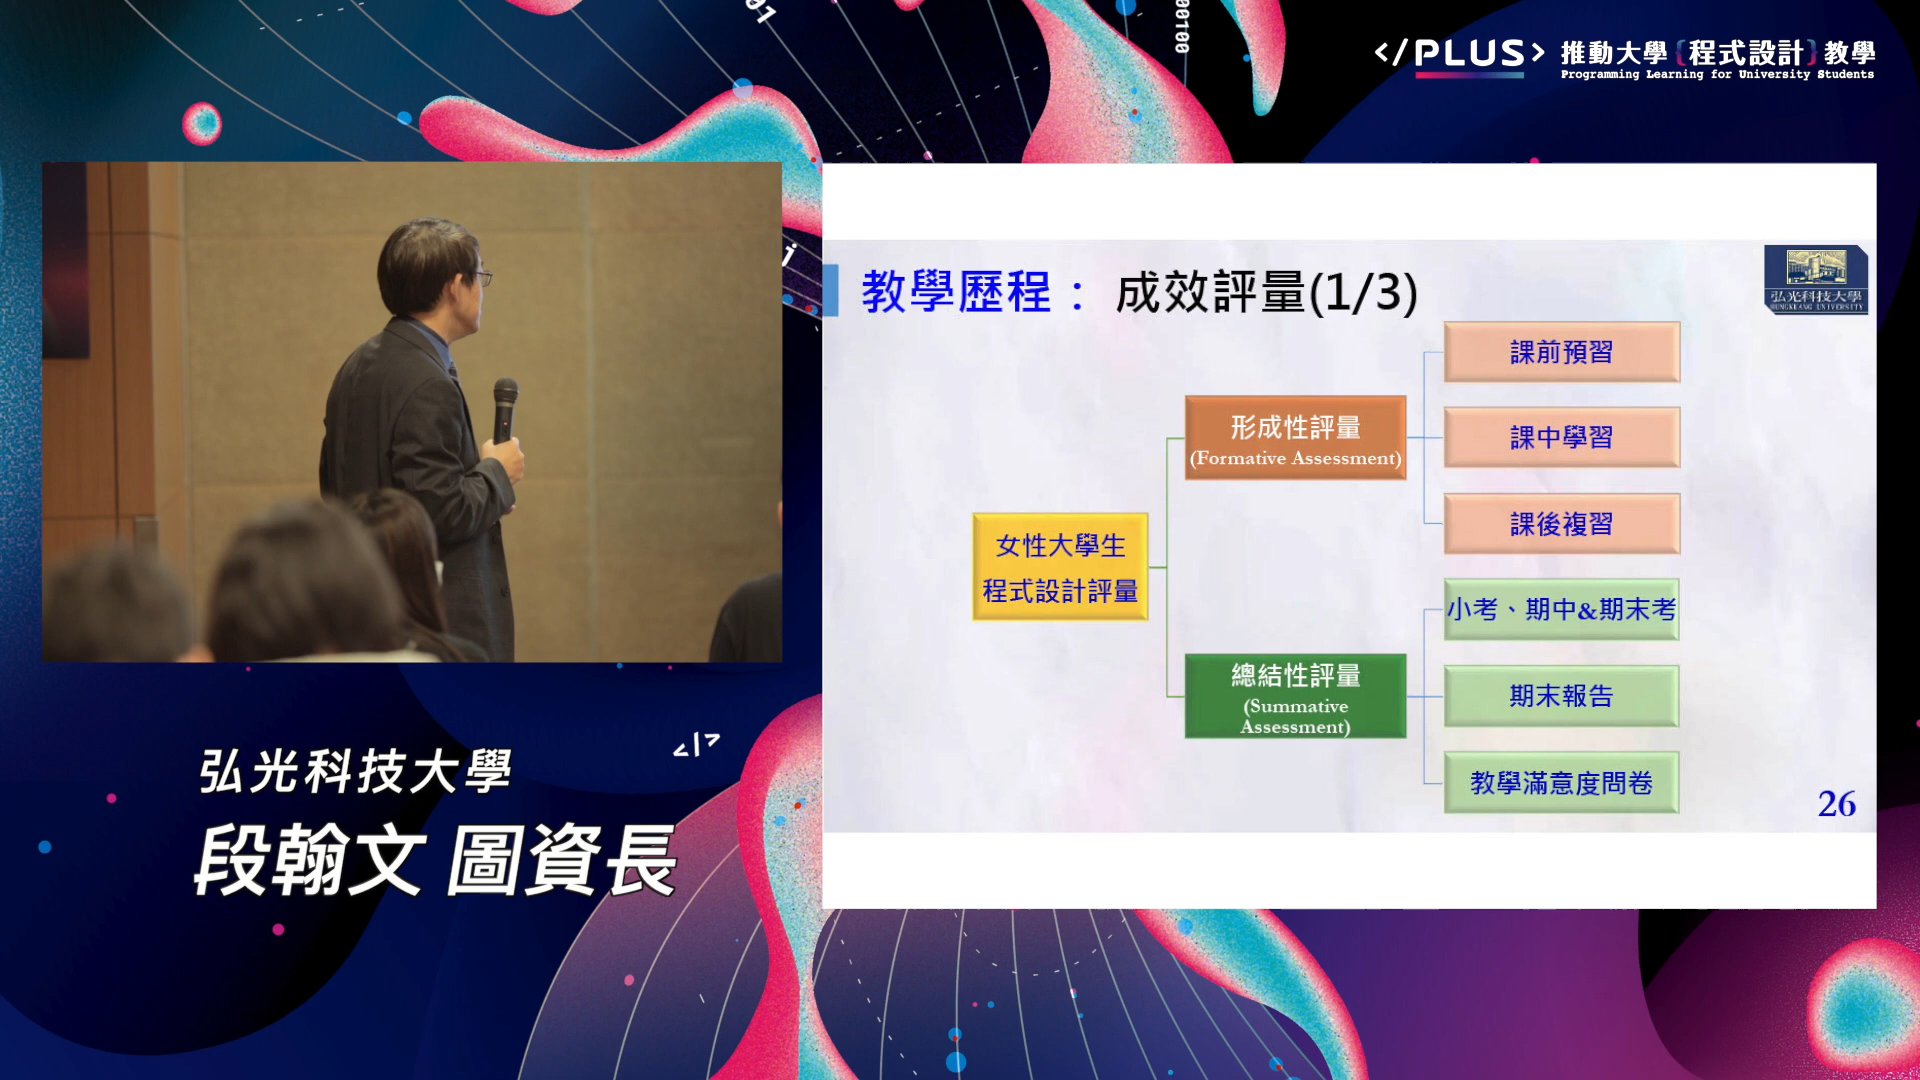 </PLUS> 推動大學{程式設計}教學
Programming Learning for University Students
01
00100
教學歷程： 成效評量(1/3)
弘光科技大學
HUNGKUANG UNIVERSITY
課前預習
形成性評量
(Formative Assessment)
課中學習
課後複習
女性大學生
程式設計評量
小考、期中&期末考
總結性評量
(Summative
Assessment)
期末報告
教學滿意度問卷
26
</>
弘光科技大學
段翰文 圖資長